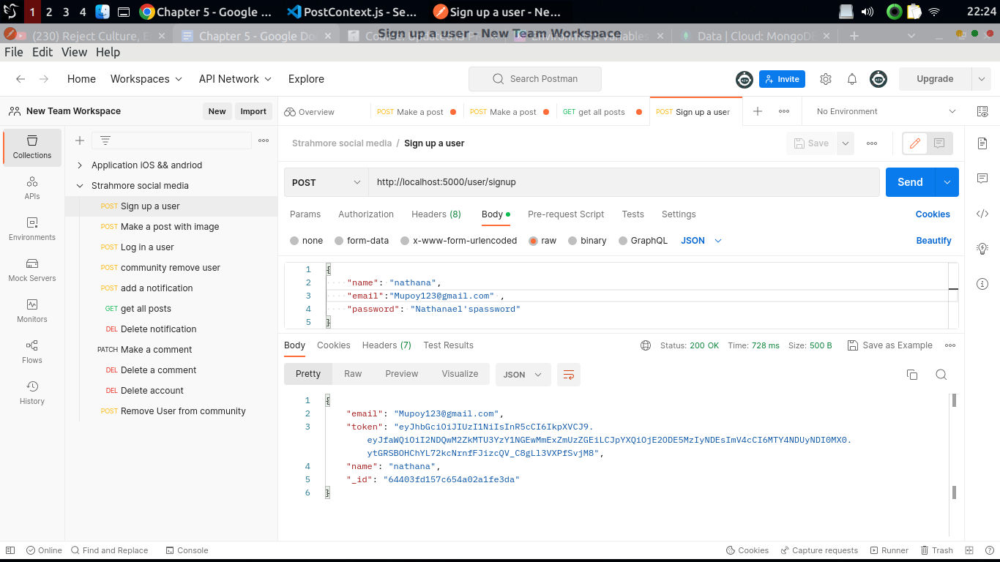 1 2 3 4 Chapter 5 - Google ... PostContext.js - Se... Sign up a user - Ne... 22:24
(230) Reject Culture, E Chapter 5 - Google Do Sign up a user - New Team Workspace Environment Variables Data | Cloud: MongoD
File Edit View Help
Home Workspaces API Network Explore Search Postman Invite Upgrade
New Team Workspace New Import Overview POST Make a post POST Make a post GET get all posts POST Sign up a user No Environment
Collections
APIs
Environments
Mock Servers
Monitors
Flows
History
Application iOS && andriod
Strahmore social media
POST Sign up a user
POST Make a post with image
POST Log in a user
POST community remove user
POST add a notification
GET get all posts
DEL Delete notification
PATCH Make a comment
DEL Delete a comment
DEL Delete account
POST Remove User from community
Strahmore social media / Sign up a user Save
POST http://localhost:5000/user/signup Send
Params Authorization Headers (8) Body Pre-request Script Tests Settings Cookies
none form-data x-www-form-urlencoded raw binary GraphQL JSON Beautify
1 {
2 "name": "nathana",
3 "email":"Mupoy123@gmail.com" ,
4 "password": "Nathanael'spassword"
5 }
Body Cookies Headers (7) Test Results Status: 200 OK Time: 728 ms Size: 500 B Save as Example
Pretty Raw Preview Visualize JSON
1 {
2 "email": "Mupoy123@gmail.com",
3 "token": "eyJhbGciOiJIUzI1NiIsInR5cCI6IkpXVCJ9.
eyJfaWQiOiI2NDQwM2ZkMTU3YzY1NGEwMmExZmUzZGEiLCJpYXQiOjE2ODE5MzIyNDEsImV4cCI6MTY4NDUyNDI0MX0.
ytGRSBOHChYL72kcNrnfFJizcQV_C8gLl3VXPfSvjM8",
4 "name": "nathana",
5 "_id": "64403fd157c654a02a1fe3da"
6 }
Online Find and Replace Console Cookies Capture requests Runner Trash